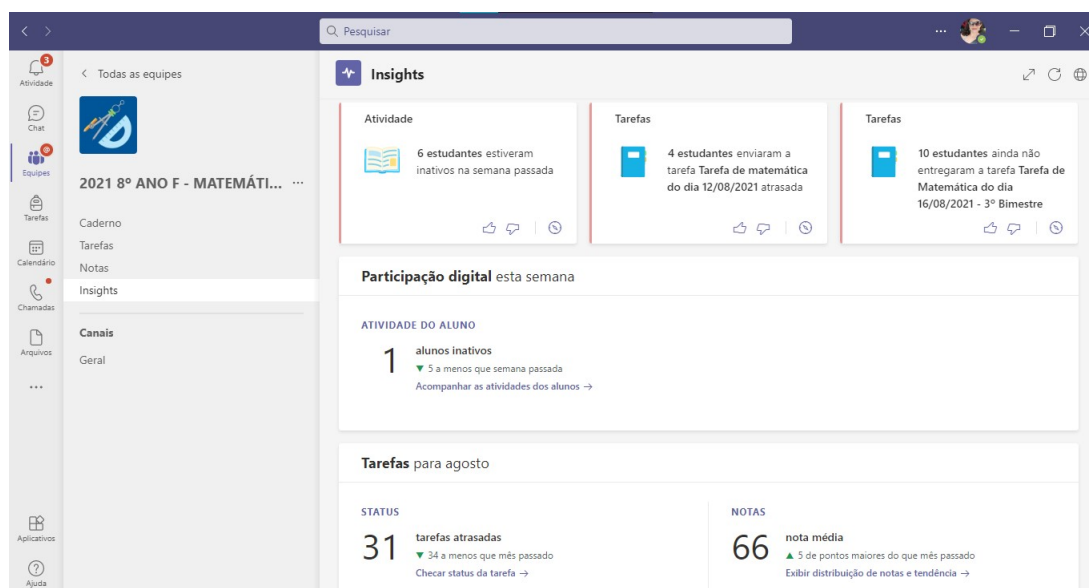 Pesquisar
3
Atividade
Chat
@
Equipes
Tarefas
Calendário
Chamadas
Arquivos
Aplicativos
Ajuda
Todas as equipes
2021 8º ANO F - MATEMÁTI... ...
Caderno
Tarefas
Notas
Insights
Canais
Geral
Insights
Atividade
6 estudantes estiveram
inativos na semana passada
Tarefas
4 estudantes enviaram a
tarefa Tarefa de matemática
do dia 12/08/2021 atrasada
Tarefas
10 estudantes ainda não
entregaram a tarefa Tarefa de
Matemática do dia
16/08/2021 - 3º Bimestre
Participação digital esta semana
ATIVIDADE DO ALUNO
1
alunos inativos
▼ 5 a menos que semana passada
Acompanhar as atividades dos alunos →
Tarefas para agosto
STATUS
31
tarefas atrasadas
▼ 34 a menos que mês passado
Checar status da tarefa →
NOTAS
66
nota média
▲ 5 de pontos maiores do que mês passado
Exibir distribuição de notas e tendência →